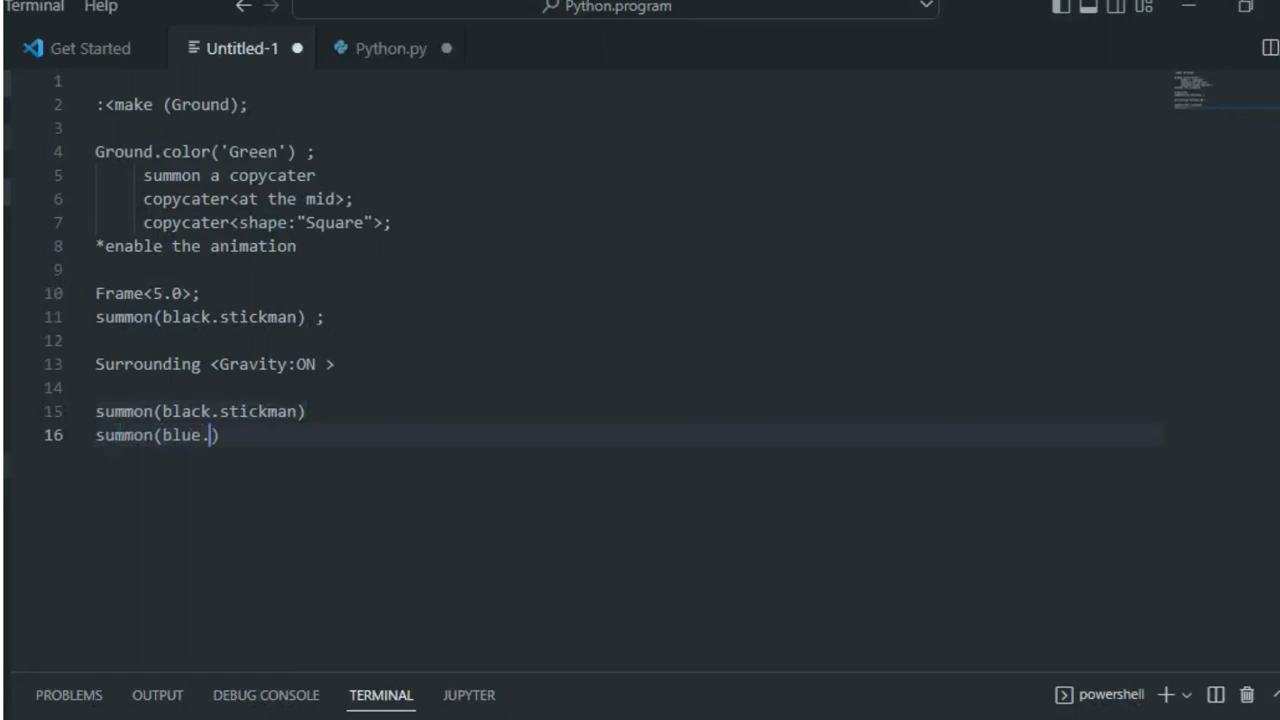 Terminal Help Python.program
Get Started Untitled-1 Python.py
1
2 :<make (Ground);
3
4 Ground.color('Green') ;
5 summon a copycater
6 copycater<at the mid>;
7 copycater<shape:"Square">;
8 *enable the animation
9
10 Frame<5.0>;
11 summon(black.stickman) ;
12
13 Surrounding <Gravity:ON >
14
15 summon(black.stickman)
16 summon(blue.)
PROBLEMS OUTPUT DEBUG CONSOLE TERMINAL JUPYTER powershell